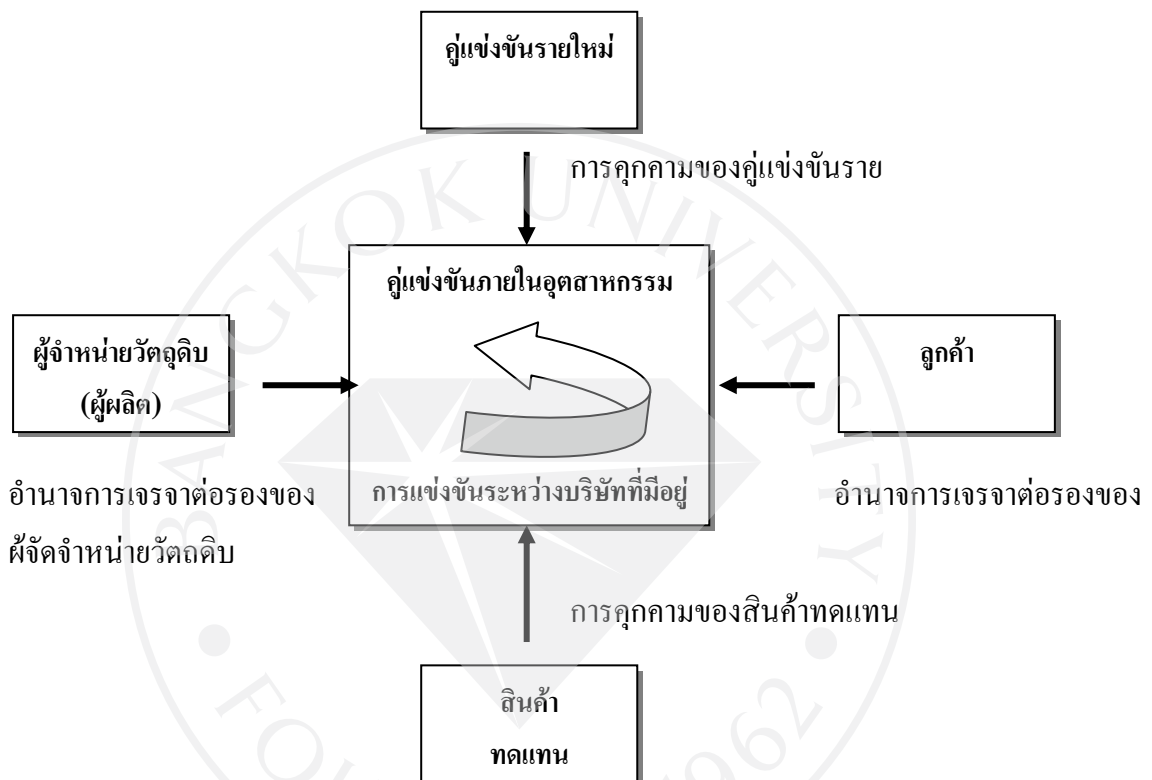 คู่แข่งขันรายใหม่
การคุกคามของคู่แข่งขันราย
คู่แข่งขันภายในอุตสาหกรรม
ผู้จำหน่ายวัตถุดิบ
(ผู้ผลิต)
ลูกค้า
การแข่งขันระหว่างบริษัทที่มีอยู่
อำนาจการเจรจาต่อรองของ
ผู้จัดจำหน่ายวัตถุดิบ
อำนาจการเจรจาต่อรองของ
การคุกคามของสินค้าทดแทน
สินค้า
ทดแทน
BANGKOK UNIVERSITY